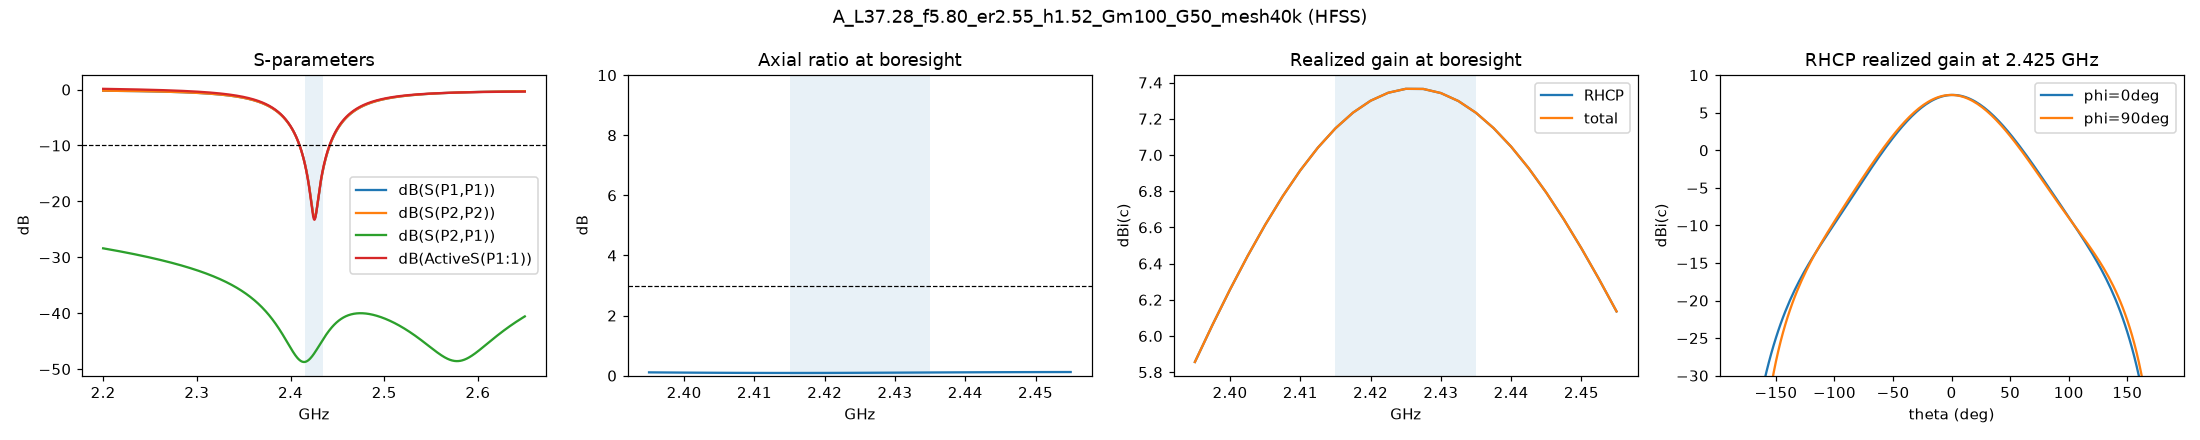 A_L37.28_f5.80_er2.55_h1.52_Gm100_G50_mesh40k (HFSS)
S-parameters
dB
0
−10
−20
−30
−40
−50
2.2
2.3
2.4
2.5
2.6
GHz
dB(S(P1,P1))
dB(S(P2,P2))
dB(S(P2,P1))
dB(ActiveS(P1:1))
Axial ratio at boresight
dB
10
8
6
4
2
0
2.40
2.41
2.42
2.43
2.44
2.45
GHz
Realized gain at boresight
dBi(c)
7.4
7.2
7.0
6.8
6.6
6.4
6.2
6.0
5.8
2.40
2.41
2.42
2.43
2.44
2.45
GHz
RHCP
total
RHCP realized gain at 2.425 GHz
dBi(c)
10
5
0
−5
−10
−15
−20
−25
−30
−150
−100
−50
0
50
100
150
theta (deg)
phi=0deg
phi=90deg